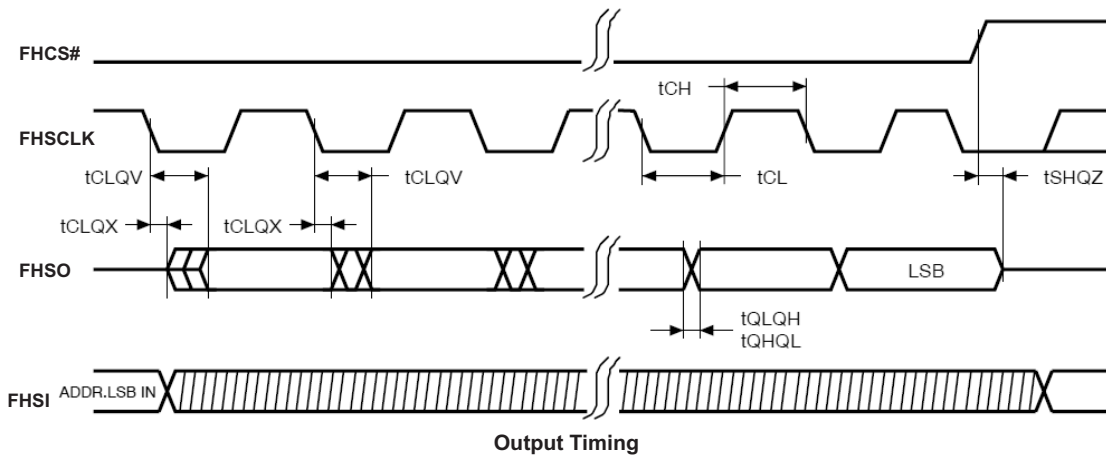 FHCS#
tCH
FHSCLK
tCLQV
tCLQV
tCL
tSHQZ
tCLQX
tCLQX
FHSO
LSB
tQLQH
tQHQL
FHSI
ADDR.LSB IN
Output Timing